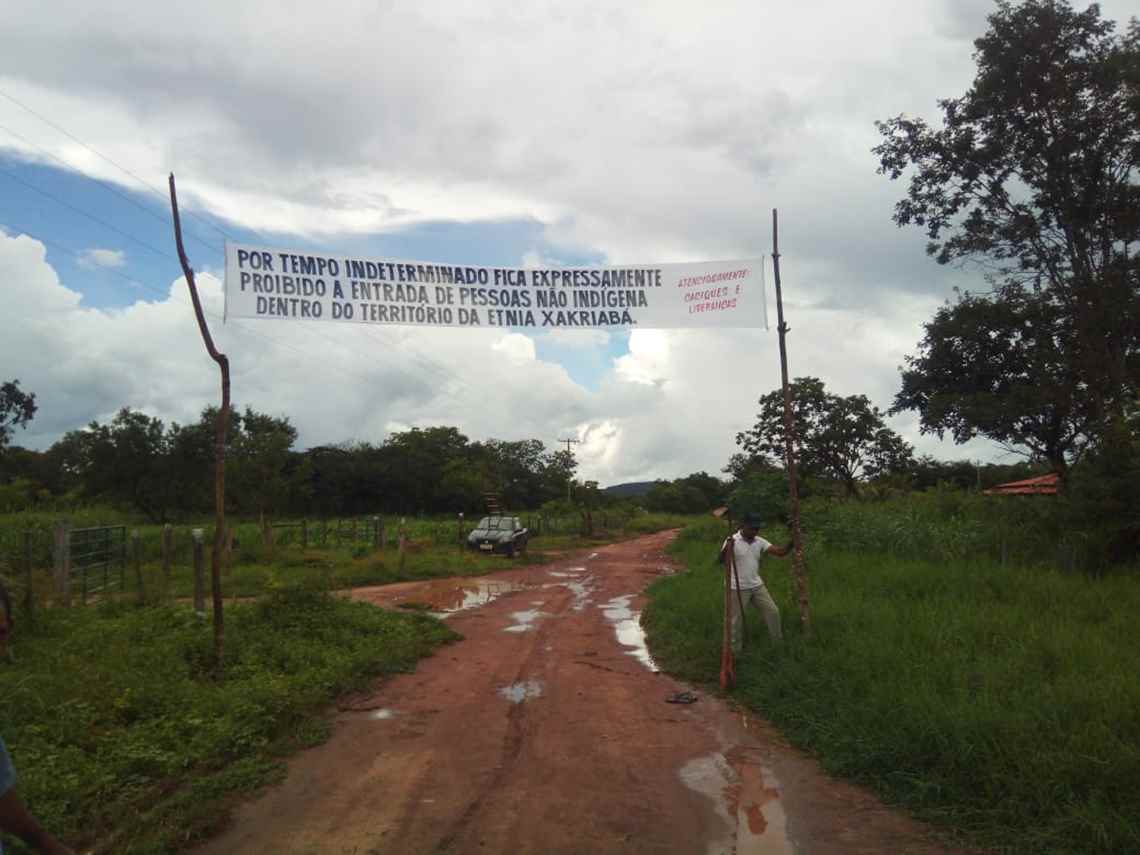 POR TEMPO INDETERMINADO FICA EXPRESSAMENTE
PROIBIDO A ENTRADA DE PESSOAS NÃO INDÍGENA
DENTRO DO TERRITÓRIO DA ETNIA XAKRIABÁ.
ATENCIOSAMENTE:
CACIQUES E
LIDERANÇAS